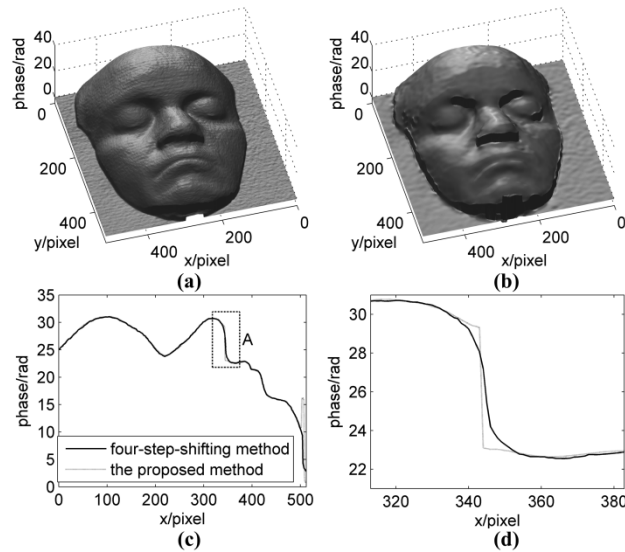 40
20
0
phase/rad
0
200
400
y/pixel
400
200
0
x/pixel
(a)
40
20
0
phase/rad
0
200
400
y/pixel
400
200
0
x/pixel
(b)
35
30
25
20
15
10
5
0
phase/rad
A
four-step-shifting method
the proposed method
0 100 200 300 400 500
x/pixel
(c)
30
28
26
24
22
phase/rad
320 340 360 380
x/pixel
(d)